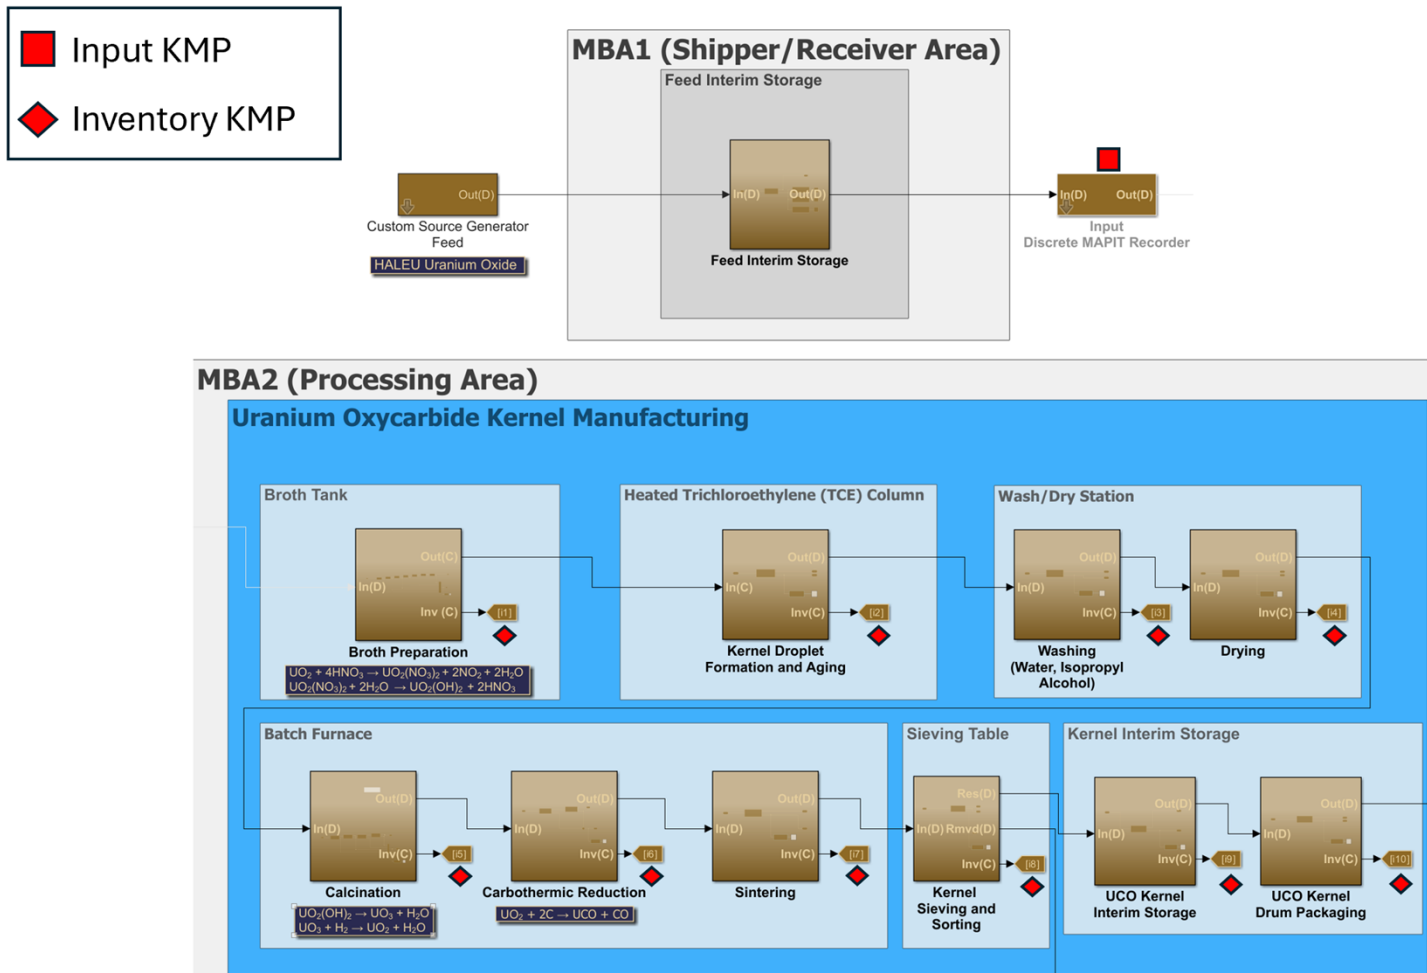 Input KMP
Inventory KMP
MBA1 (Shipper/Receiver Area)
Feed Interim Storage
Out(D)
In(D)
Out(D)
In(D)
Out(D)
Custom Source Generator
Feed
HALEU Uranium Oxide
Feed Interim Storage
Input
Discrete MAPIT Recorder
MBA2 (Processing Area)
Uranium Oxycarbide Kernel Manufacturing
Broth Tank
Out(C)
In(D)
Inv (C)
[i1]
Broth Preparation
UO₂ + 4HNO₃ → UO₂(NO₃)₂ + 2NO₂ + 2H₂O
UO₂(NO₃)₂ + 2H₂O → UO₂(OH)₂ + 2HNO₃
Heated Trichloroethylene (TCE) Column
Out(D)
In(C)
Inv(C)
[i2]
Kernel Droplet
Formation and Aging
Wash/Dry Station
Out(D)
In(D)
Inv(C)
[i3]
Washing
(Water, Isopropyl
Alcohol)
Out(D)
In(D)
Inv(C)
[i4]
Drying
Batch Furnace
Out(D)
In(D)
Inv(C)
[i5]
Calcination
UO₂(OH)₂ → UO₃ + H₂O
UO₃ + H₂ → UO₂ + H₂O
Out(D)
In(D)
Inv(C)
[i6]
Carbothermic Reduction
UO₂ + 2C → UCO + CO
Out(D)
In(D)
Inv(C)
[i7]
Sintering
Sieving Table
Res(D)
In(D)
Rmvd(D)
Inv(C)
[i8]
Kernel
Sieving and
Sorting
Kernel Interim Storage
Out(D)
In(D)
Inv(C)
[i9]
UCO Kernel
Interim Storage
Out(D)
In(D)
Inv(C)
[i10]
UCO Kernel
Drum Packaging